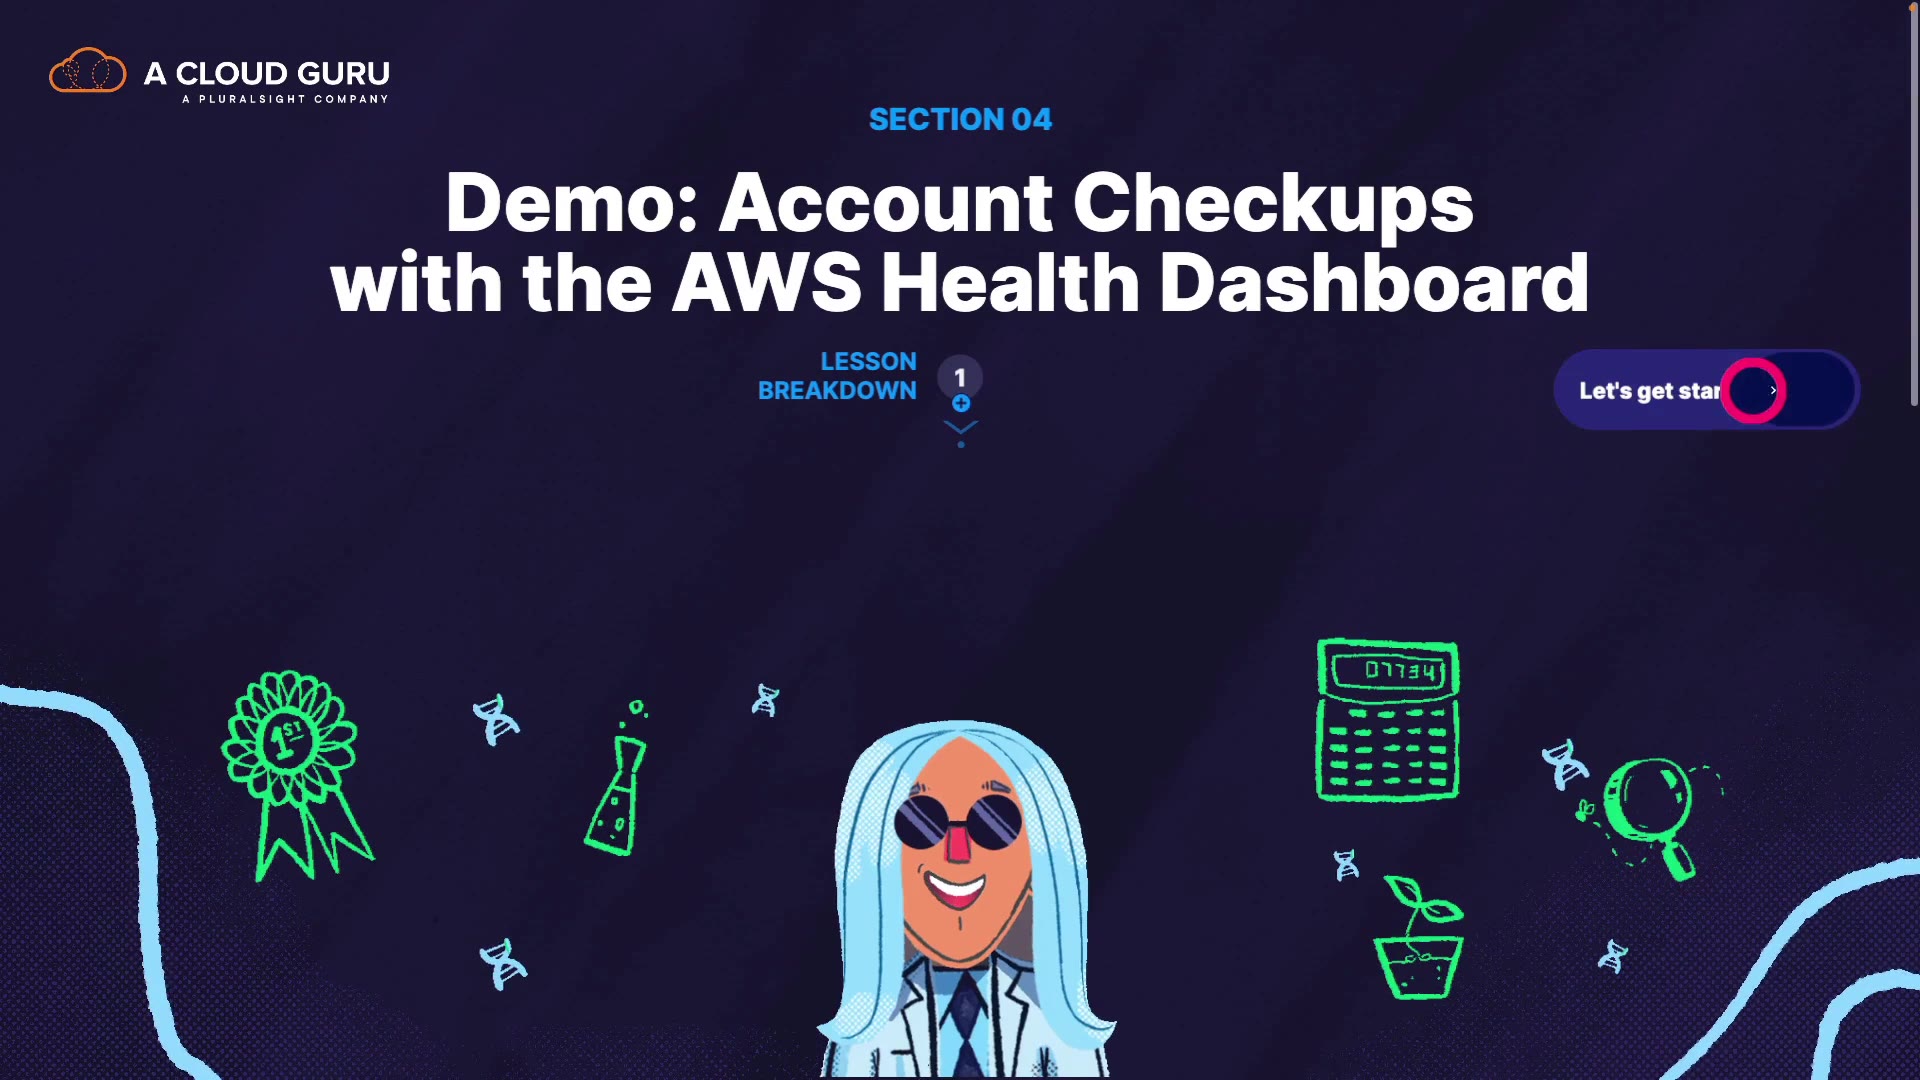 A CLOUD GURU
A PLURALSIGHT COMPANY
SECTION 04
Demo: Account Checkups
with the AWS Health Dashboard
LESSON
BREAKDOWN
1
Let's get star
1ST
07734